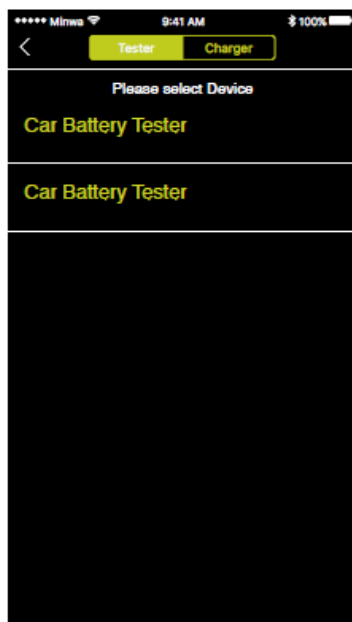 ••••• Minwa 9:41 AM 100%
Tester Charger
Please select Device
Car Battery Tester
Car Battery Tester